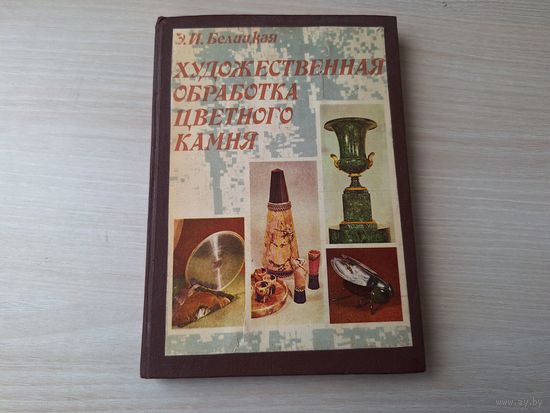 Э. И. Белицкая
ХУДОЖЕСТВЕННАЯ
ОБРАБОТКА
ЦВЕТНОГО
КАМНЯ
www.ay.by